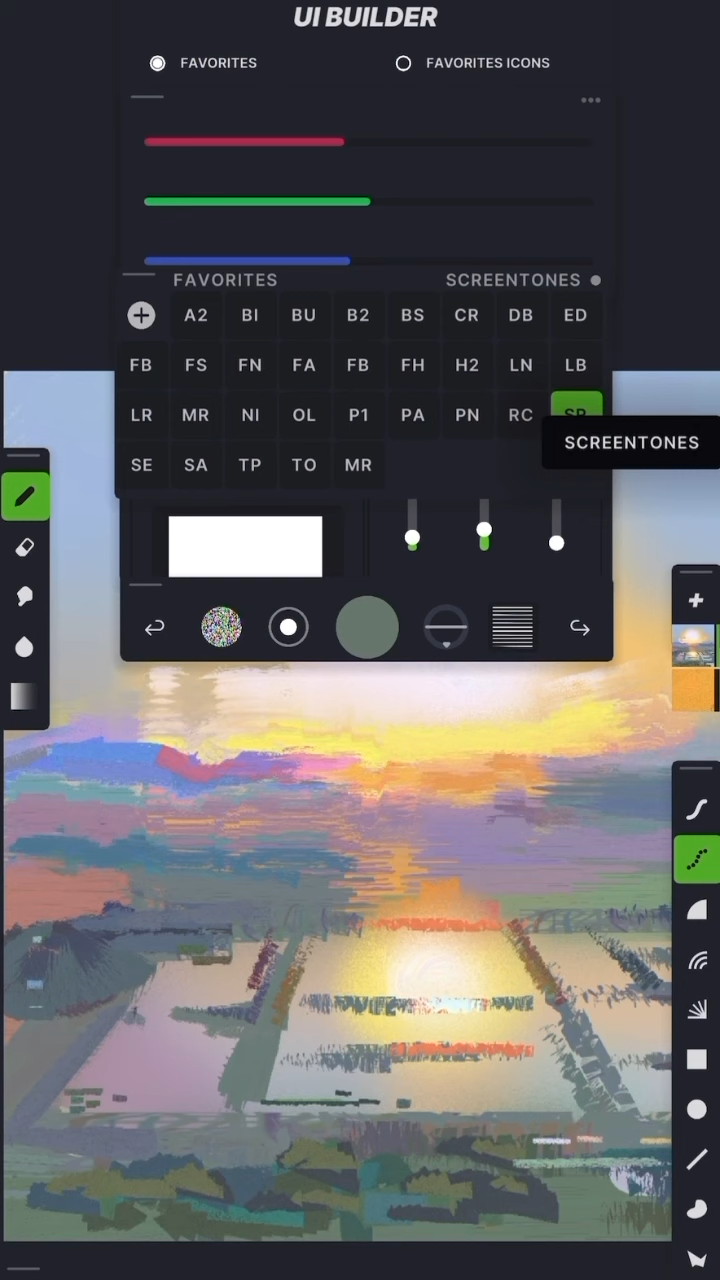 UI BUILDER
FAVORITES FAVORITES ICONS
FAVORITES SCREENTONES
A2 BI BU B2 BS CR DB ED
FB FS FN FA FB FH H2 LN LB
LR MR NI OL P1 PA PN RC
SCREENTONES
SE SA TP TO MR